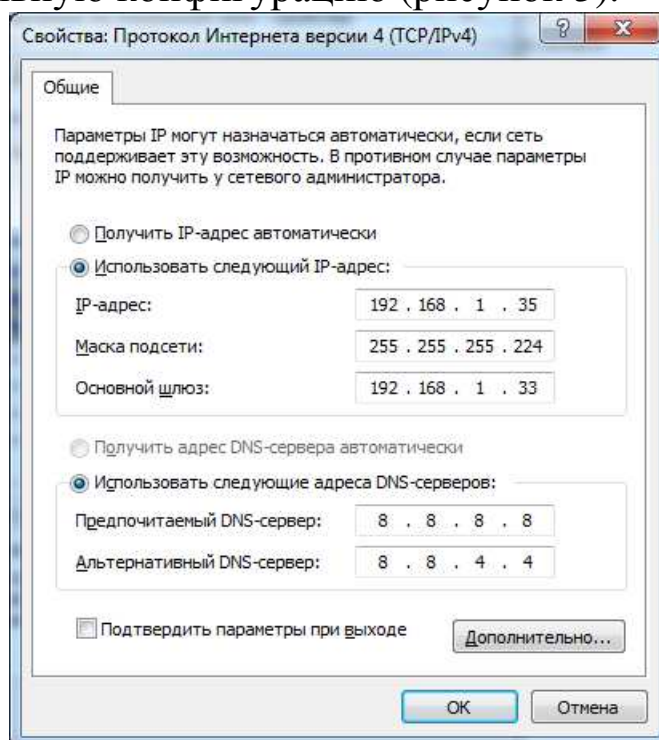 конфигурацию (рисунок 3).
Свойства: Протокол Интернета версии 4 (TCP/IPv4)
Общие
Параметры IP могут назначаться автоматически, если сеть
поддерживает эту возможность. В противном случае параметры
IP можно получить у сетевого администратора.
Получить IP-адрес автоматически
Использовать следующий IP-адрес:
IP-адрес: 192 . 168 . 1 . 35
Маска подсети: 255 . 255 . 255 . 224
Основной шлюз: 192 . 168 . 1 . 33
Получить адрес DNS-сервера автоматически
Использовать следующие адреса DNS-серверов:
Предпочитаемый DNS-сервер: 8 . 8 . 8 . 8
Альтернативный DNS-сервер: 8 . 8 . 4 . 4
Подтвердить параметры при выходе
Дополнительно...
ОК Отмена